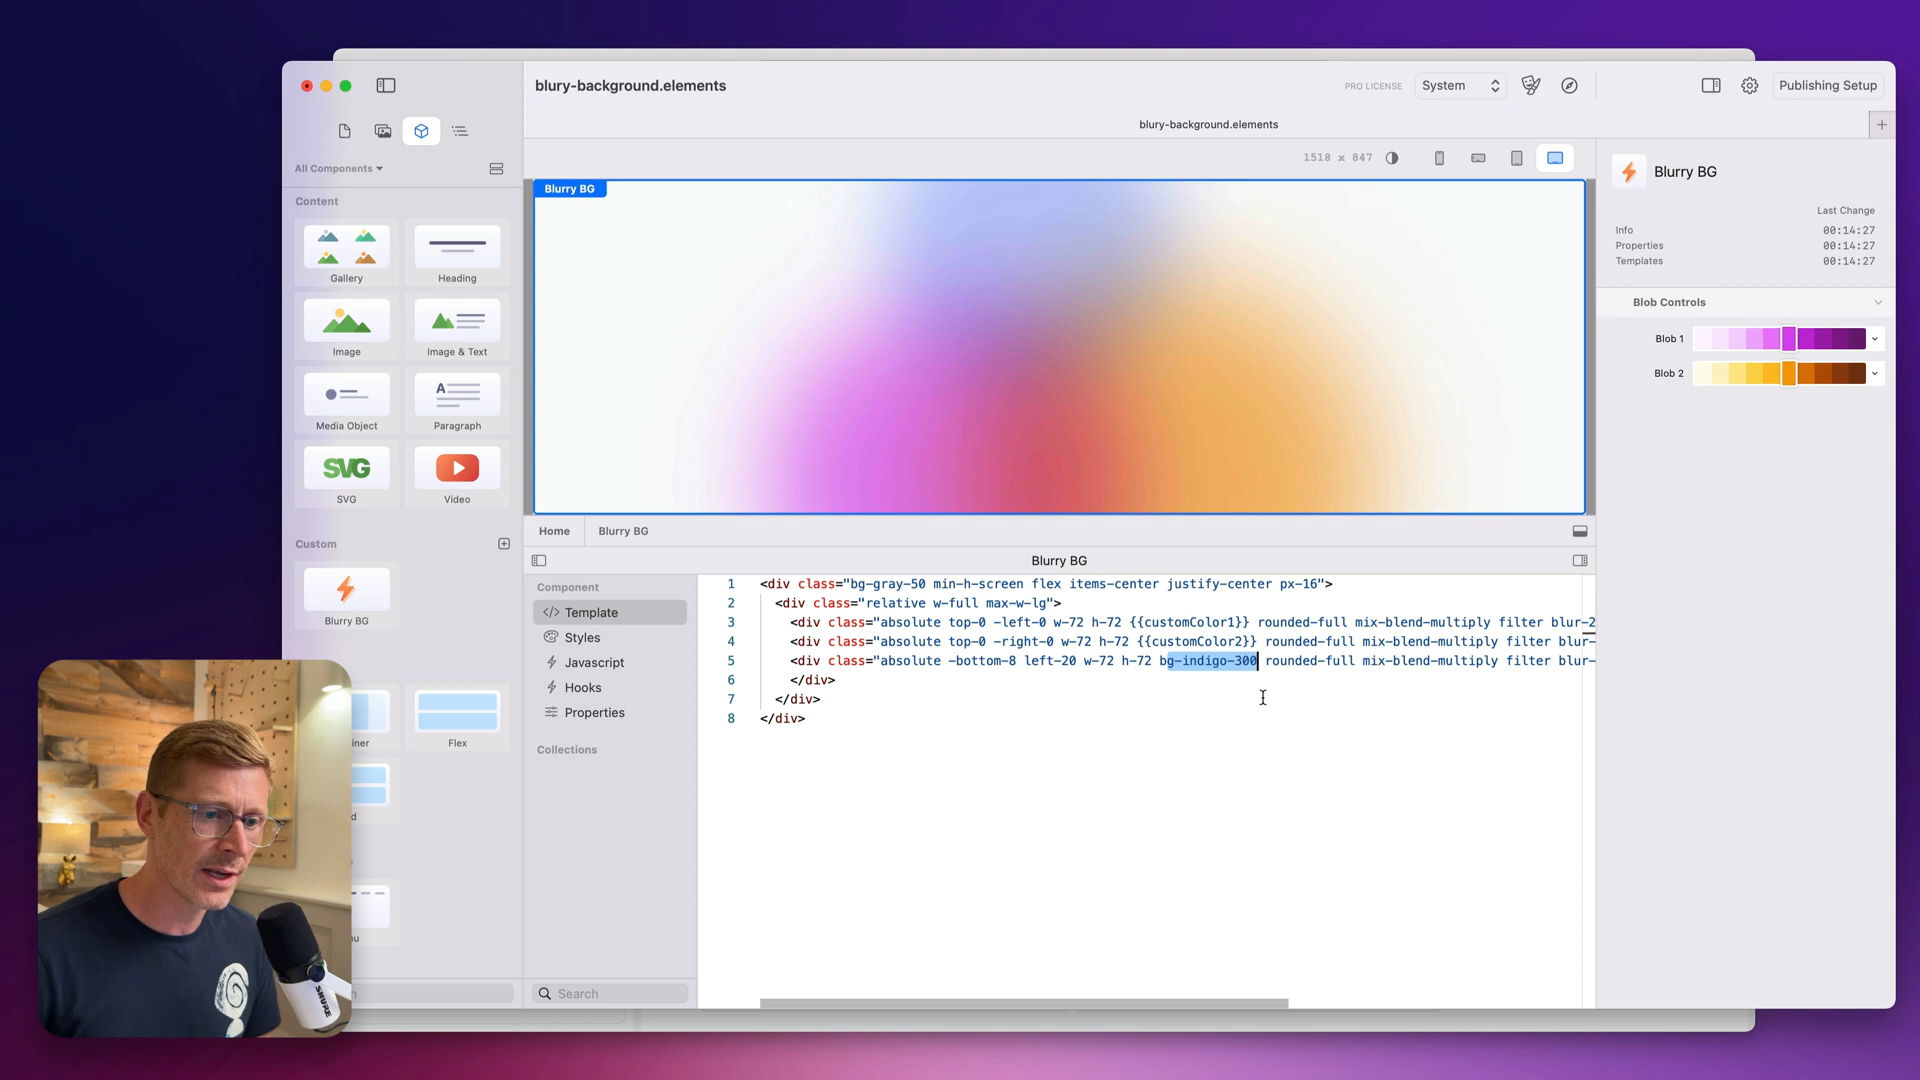 blury-background.elements
PRO LICENSE
System
Publishing Setup
blury-background.elements
All Components
1518 x 847
Blurry BG
Blurry BG
Content
Last Change
Info 00:14:27
Properties 00:14:27
Templates 00:14:27
Gallery
Heading
Blob Controls
Blob 1
Image
Image & Text
Blob 2
A
Media Object
Paragraph
SVG
SVG
Video
Home
Blurry BG
Custom
Blurry BG
Component
Template
Styles
Javascript
Hooks
Properties
Collections
Search
1 <div class="bg-gray-50 min-h-screen flex items-center justify-center px-16">
2 <div class="relative w-full max-w-lg">
3 <div class="absolute top-0 -left-0 w-72 h-72 {{customColor1}} rounded-full mix-blend-multiply filter blur-2
4 <div class="absolute top-0 -right-0 w-72 h-72 {{customColor2}} rounded-full mix-blend-multiply filter blur-
5 <div class="absolute -bottom-8 left-20 w-72 h-72 bg-indigo-300 rounded-full mix-blend-multiply filter blur-
6 </div>
7 </div>
8 </div>
Blurry BG
iner
Flex
d
nu
h
SHURE